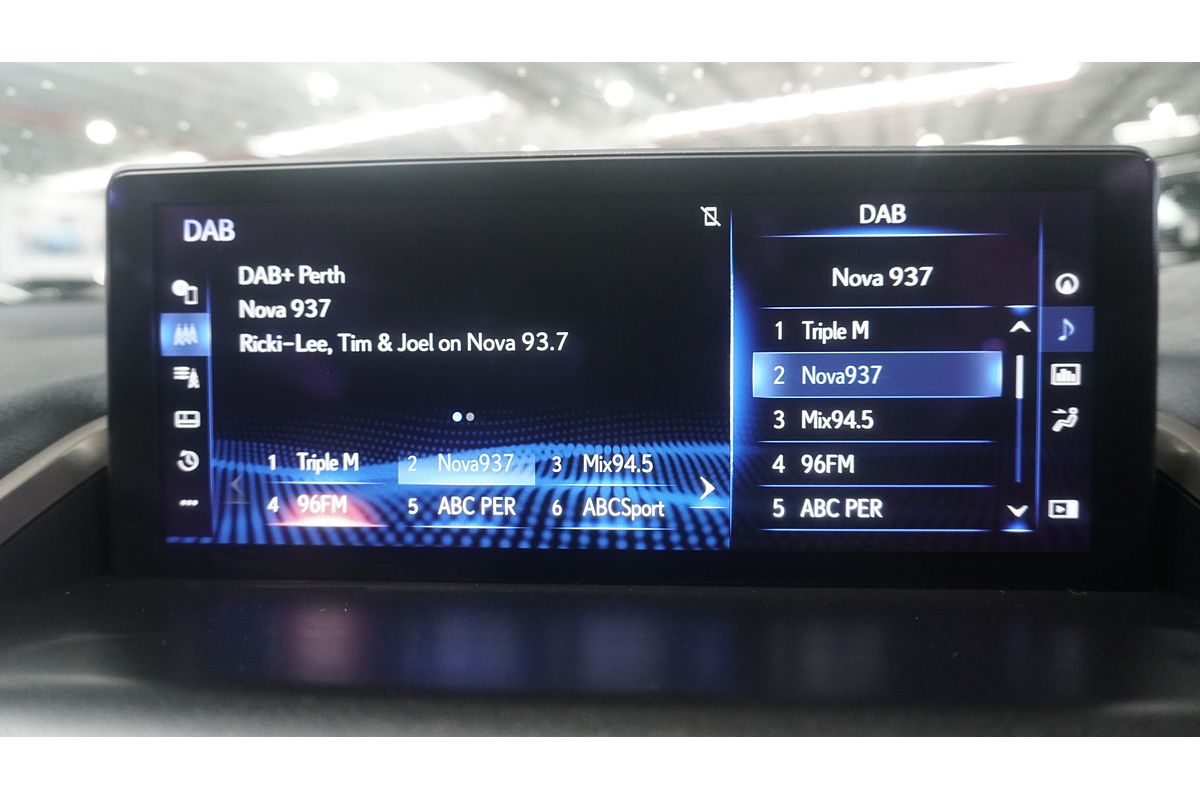 DAB
DAB+ Perth
Nova 937
Ricki-Lee, Tim & Joel on Nova 93.7
1 Triple M 2 Nova937 3 Mix94.5
4 96FM 5 ABC PER 6 ABCSport
DAB
Nova 937
1 Triple M
2 Nova937
3 Mix94.5
4 96FM
5 ABC PER